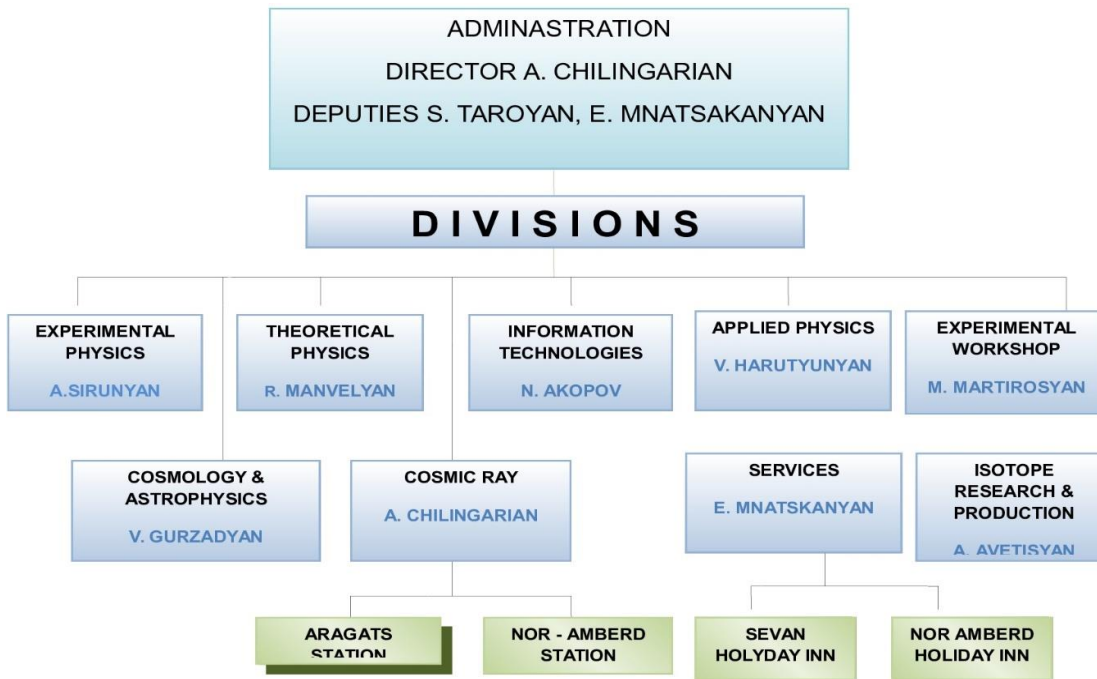 ADMINASTRATION
DIRECTOR A. CHILINGARIAN
DEPUTIES S. TAROYAN, E. MNATSAKANYAN
DIVISIONS
EXPERIMENTAL
PHYSICS
A.SIRUNYAN
THEORETICAL
PHYSICS
R. MANVELYAN
INFORMATION
TECHNOLOGIES
N. AKOPOV
APPLIED PHYSICS
V. HARUTYUNYAN
EXPERIMENTAL
WORKSHOP
M. MARTIROSYAN
COSMOLOGY &
ASTROPHYSICS
V. GURZADYAN
COSMIC RAY
A. CHILINGARIAN
SERVICES
E. MNATSKANYAN
ISOTOPE
RESEARCH &
PRODUCTION
A. AVETISYAN
ARAGATS
STATION
NOR - AMBERD
STATION
SEVAN
HOLYDAY INN
NOR AMBERD
HOLIDAY INN